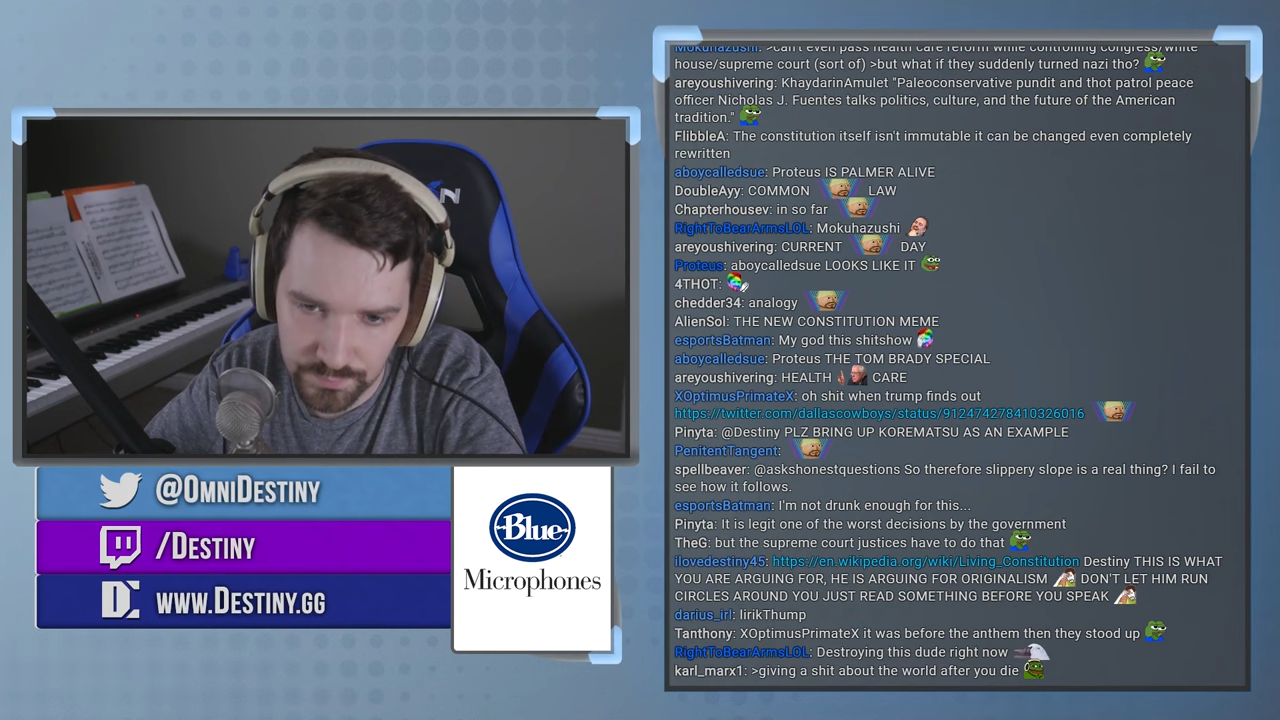 Mokuhazushi: >can't even pass health care reform while controlling congress/white
house/supreme court (sort of) >but what if they suddenly turned nazi tho?
areyoushivering: KhaydarinAmulet "Paleoconservative pundit and thot patrol peace
officer Nicholas J. Fuentes talks politics, culture, and the future of the American
tradition."
FlibbleA: The constitution itself isn't immutable it can be changed even completely
rewritten
aboycalledsue: Proteus IS PALMER ALIVE
DoubleAyy: COMMON LAW
Chapterhousev: in so far
RightToBearArmsLOL: Mokuhazushi
areyoushivering: CURRENT DAY
Proteus: aboycalledsue LOOKS LIKE IT
4THOT:
chedder34: analogy
AlienSol: THE NEW CONSTITUTION MEME
esportsBatman: My god this shitshow
aboycalledsue: Proteus THE TOM BRADY SPECIAL
areyoushivering: HEALTH CARE
XOptimusPrimateX: oh shit when trump finds out
https://twitter.com/dallascowboys/status/912474278410326016
Pinyta: @Destiny PLZ BRING UP KOREMATSU AS AN EXAMPLE
PenitentTangent:
spellbeaver: @askshonestquestions So therefore slippery slope is a real thing? I fail to
see how it follows.
esportsBatman: I'm not drunk enough for this...
Pinyta: It is legit one of the worst decisions by the government
TheG: but the supreme court justices have to do that
ilovedestiny45: https://en.wikipedia.org/wiki/Living_Constitution Destiny THIS IS WHAT
YOU ARE ARGUING FOR, HE IS ARGUING FOR ORIGINALISM DON'T LET HIM RUN
CIRCLES AROUND YOU JUST READ SOMETHING BEFORE YOU SPEAK
darius_irl: lirikThump
Tanthony: XOptimusPrimateX it was before the anthem then they stood up
RightToBearArmsLOL: Destroying this dude right now
karl_marx1: >giving a shit about the world after you die
@OmniDestiny
/Destiny
www.Destiny.gg
Blue
Microphones